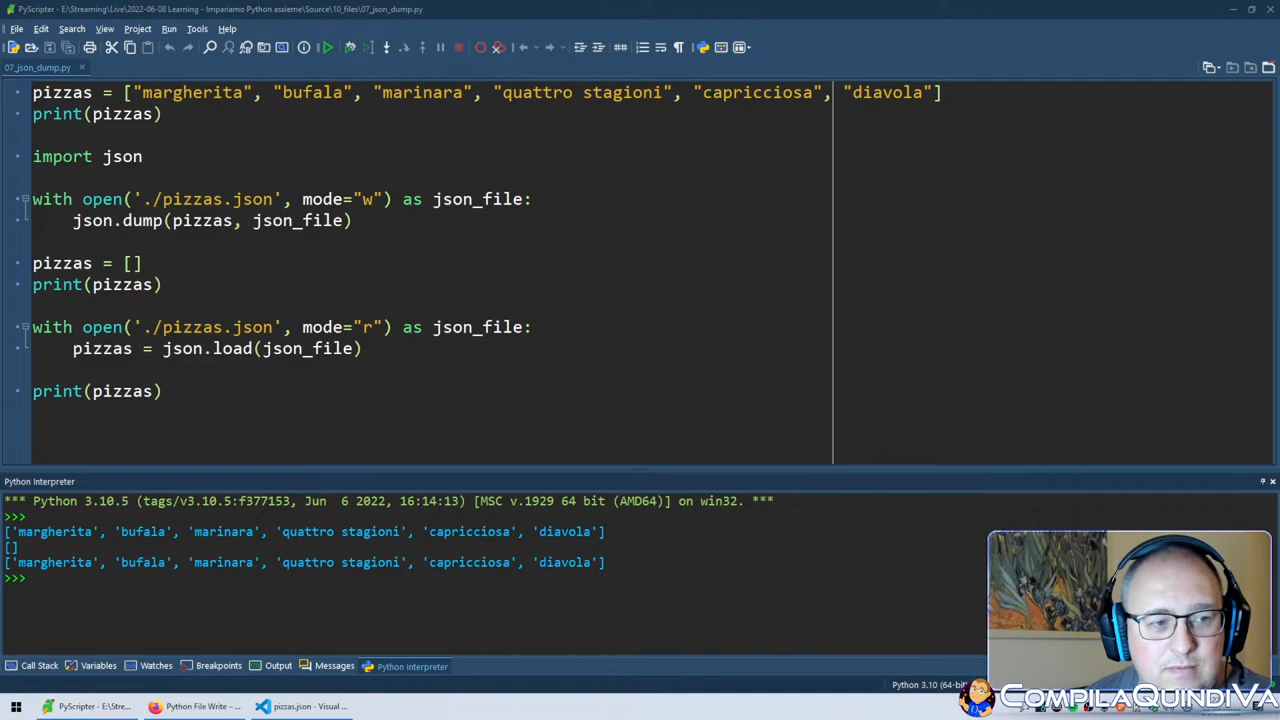 PyScripter - E:\Streaming\Live\2022-06-08 Learning - Impariamo Python assieme\Source\10_files\07_json_dump.py
File Edit Search View Project Run Tools Help
07_json_dump.py
pizzas = ["margherita", "bufala", "marinara", "quattro stagioni", "capricciosa", "diavola"]
print(pizzas)
import json
with open('./pizzas.json', mode="w") as json_file:
json.dump(pizzas, json_file)
pizzas = []
print(pizzas)
with open('./pizzas.json', mode="r") as json_file:
pizzas = json.load(json_file)
print(pizzas)
Python Interpreter
*** Python 3.10.5 (tags/v3.10.5:f377153, Jun 6 2022, 16:14:13) [MSC v.1929 64 bit (AMD64)] on win32. ***
>>>
['margherita', 'bufala', 'marinara', 'quattro stagioni', 'capricciosa', 'diavola']
[]
['margherita', 'bufala', 'marinara', 'quattro stagioni', 'capricciosa', 'diavola']
>>>
Call Stack Variables Watches Breakpoints Output Messages Python Interpreter
Python 3.10 (64-bit)
CompilaQuindiVa
PyScripter - E:\Stre... Python File Write – ... pizzas.json - Visual ...